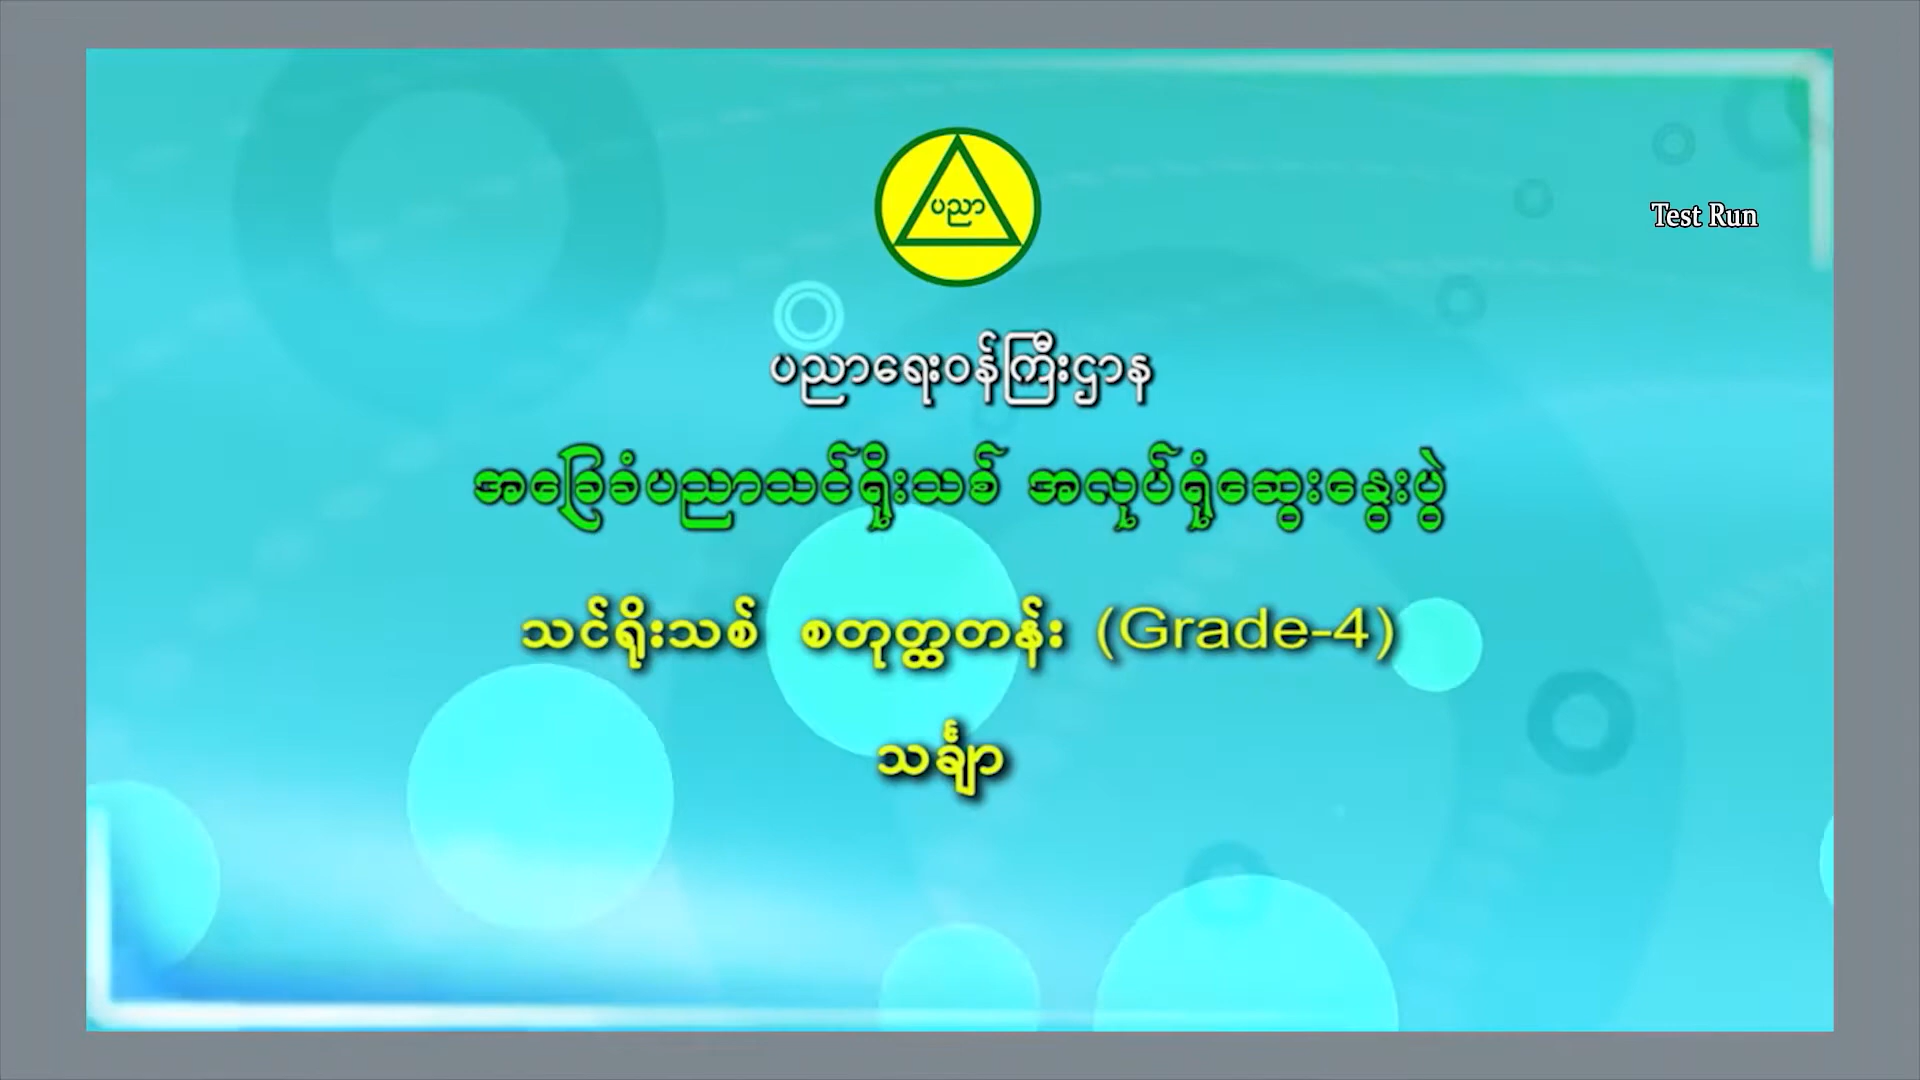 ပညာ
Test Run
ပညာရေးဝန်ကြီးဌာန
အခြေခံပညာသင်ရိုးသစ် အလုပ်ရုံဆွေးနွေးပွဲ
သင်ရိုးသစ် စတုတ္ထတန်း (Grade-4)
သင်္ချာ